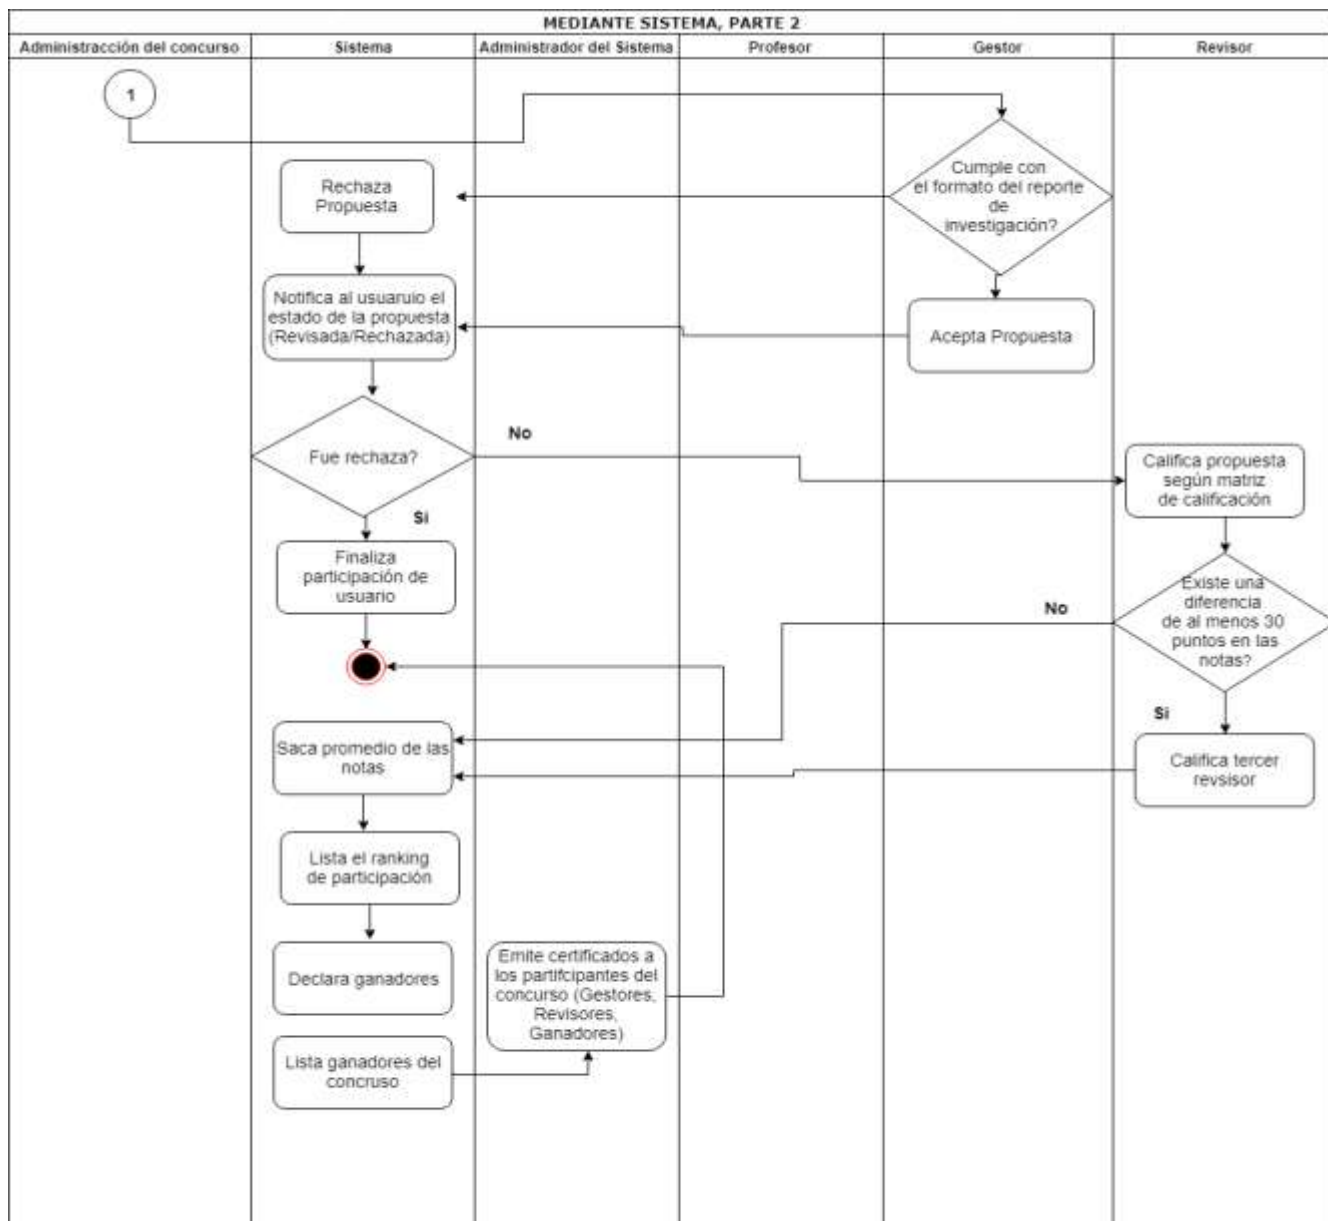 MEDIANTE SISTEMA, PARTE 2
Administracción del concurso
Sistema
Administrador del Sistema
Profesor
Gestor
Revisor
1
Cumple con
el formato del reporte
de
investigación?
Rechaza
Propuesta
Notifica al usuaruio el
estado de la propuesta
(Revisada/Rechazada)
Acepta Propuesta
Fue rechaza?
No
Si
Califica propuesta
según matriz
de calificación
Finaliza
participación de
usuario
Existe una
diferencia
de al menos 30
puntos en las
notas?
No
Si
Saca promedio de las
notas
Califica tercer
revsisor
Lista el ranking
de participación
Declara ganadores
Emite certificados a
los partifcipantes del
concurso (Gestores,
Revisores,
Ganadores)
Lista ganadores del
concruso